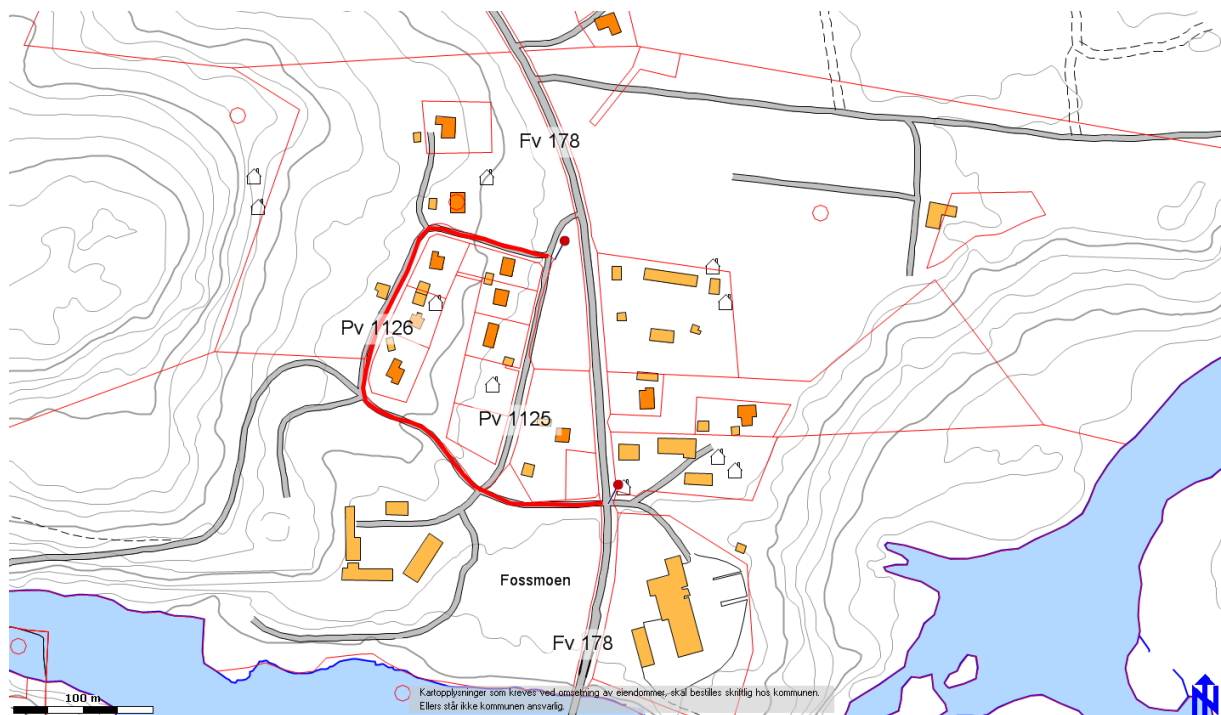 Fv 178
Pv 1126
Pv 1125
Fossmoen
Fv 178
100 m
Kartopplysninger som kreves ved omsetning av eiendommer, skal bestilles skriftlig hos kommunen.
Ellers står ikke kommunen ansvarlig.
N